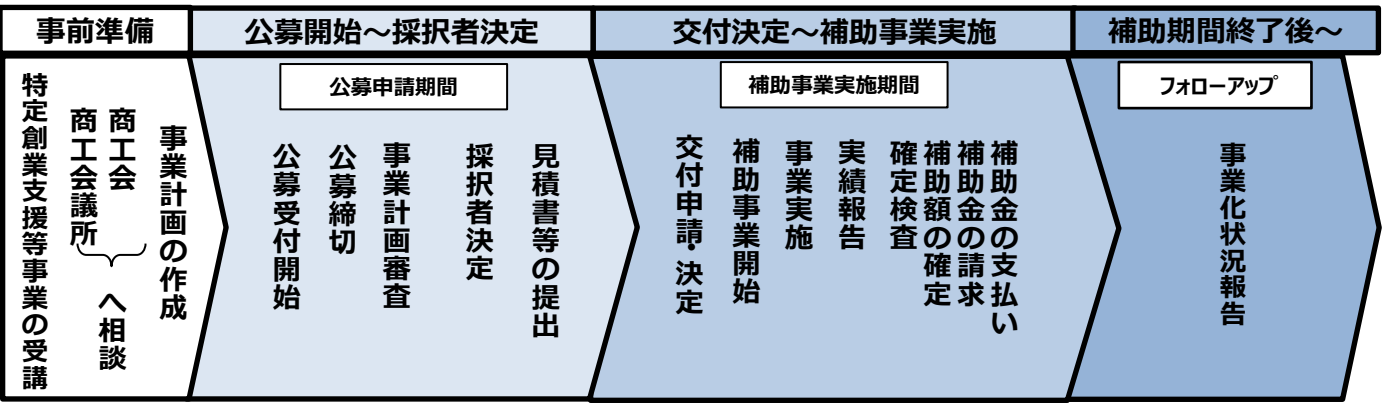 事前準備
特定創業支援等事業の受講
商工会
商工会議所
へ相談
事業計画の作成
公募開始～採択者決定
公募申請期間
公募受付開始
公募締切
事業計画審査
採択者決定
見積書等の提出
交付決定～補助事業実施
補助事業実施期間
交付申請・決定
補助事業開始
事業実施
実績報告
確定検査
補助額の確定
補助金の請求
補助金の支払い
補助期間終了後～
フォローアップ
事業化状況報告